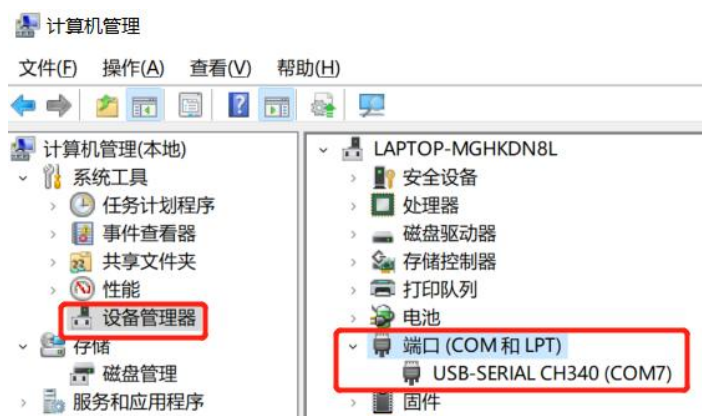 计算机管理
文件(F) 操作(A) 查看(V) 帮助(H)
计算机管理(本地)
系统工具
任务计划程序
事件查看器
共享文件夹
性能
设备管理器
存储
磁盘管理
服务和应用程序
LAPTOP-MGHKDN8L
安全设备
处理器
磁盘驱动器
存储控制器
打印队列
电池
端口 (COM 和 LPT)
USB-SERIAL CH340 (COM7)
固件